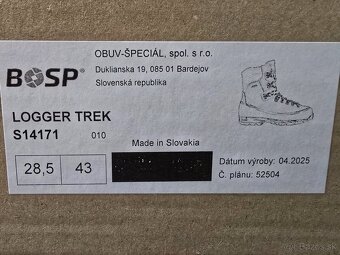 OBUV-ŠPECIÁL, spol. s r.o.
Duklianska 19, 085 01 Bardejov
Slovenská republika
BOSP®
LOGGER TREK
S14171 010
Made in Slovakia
28,5 43
Dátum výroby: 04.2025
Č. plánu: 52504